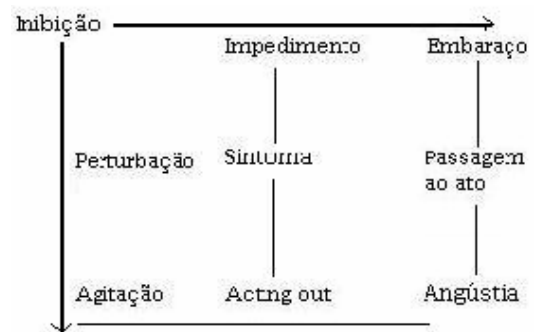 Inibição
Impedimento Embaraço
Perturbação Sintoma Passagem
ao ato
Agitação Acting out Angústia